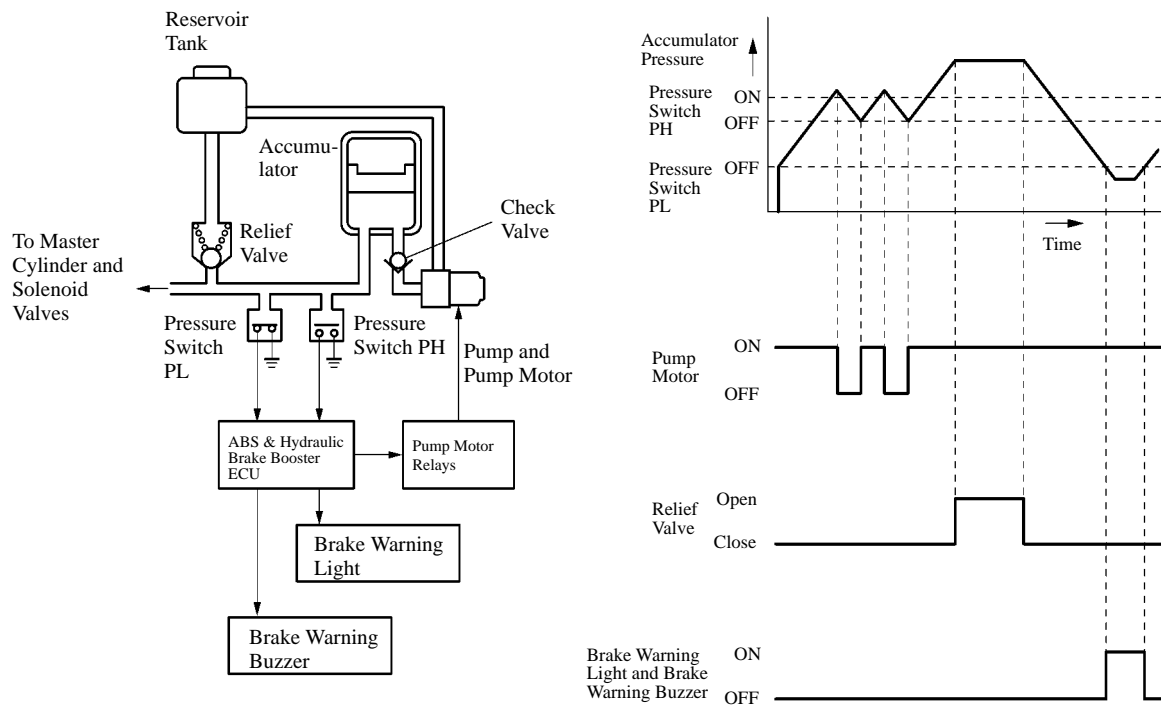 Reservoir
Tank
Accumu-
lator
Check
Valve
Relief
Valve
To Master
Cylinder and
Solenoid
Valves
Pressure
Switch
PL
Pressure
Switch PH
Pump and
Pump Motor
ABS & Hydraulic
Brake Booster
ECU
Pump Motor
Relays
Brake Warning
Light
Brake Warning
Buzzer
Accumulator
Pressure
Pressure
Switch
PH
ON
OFF
Pressure
Switch
PL
OFF
Time
Pump
Motor
ON
OFF
Relief
Valve
Open
Close
Brake Warning
Light and Brake
Warning Buzzer
ON
OFF